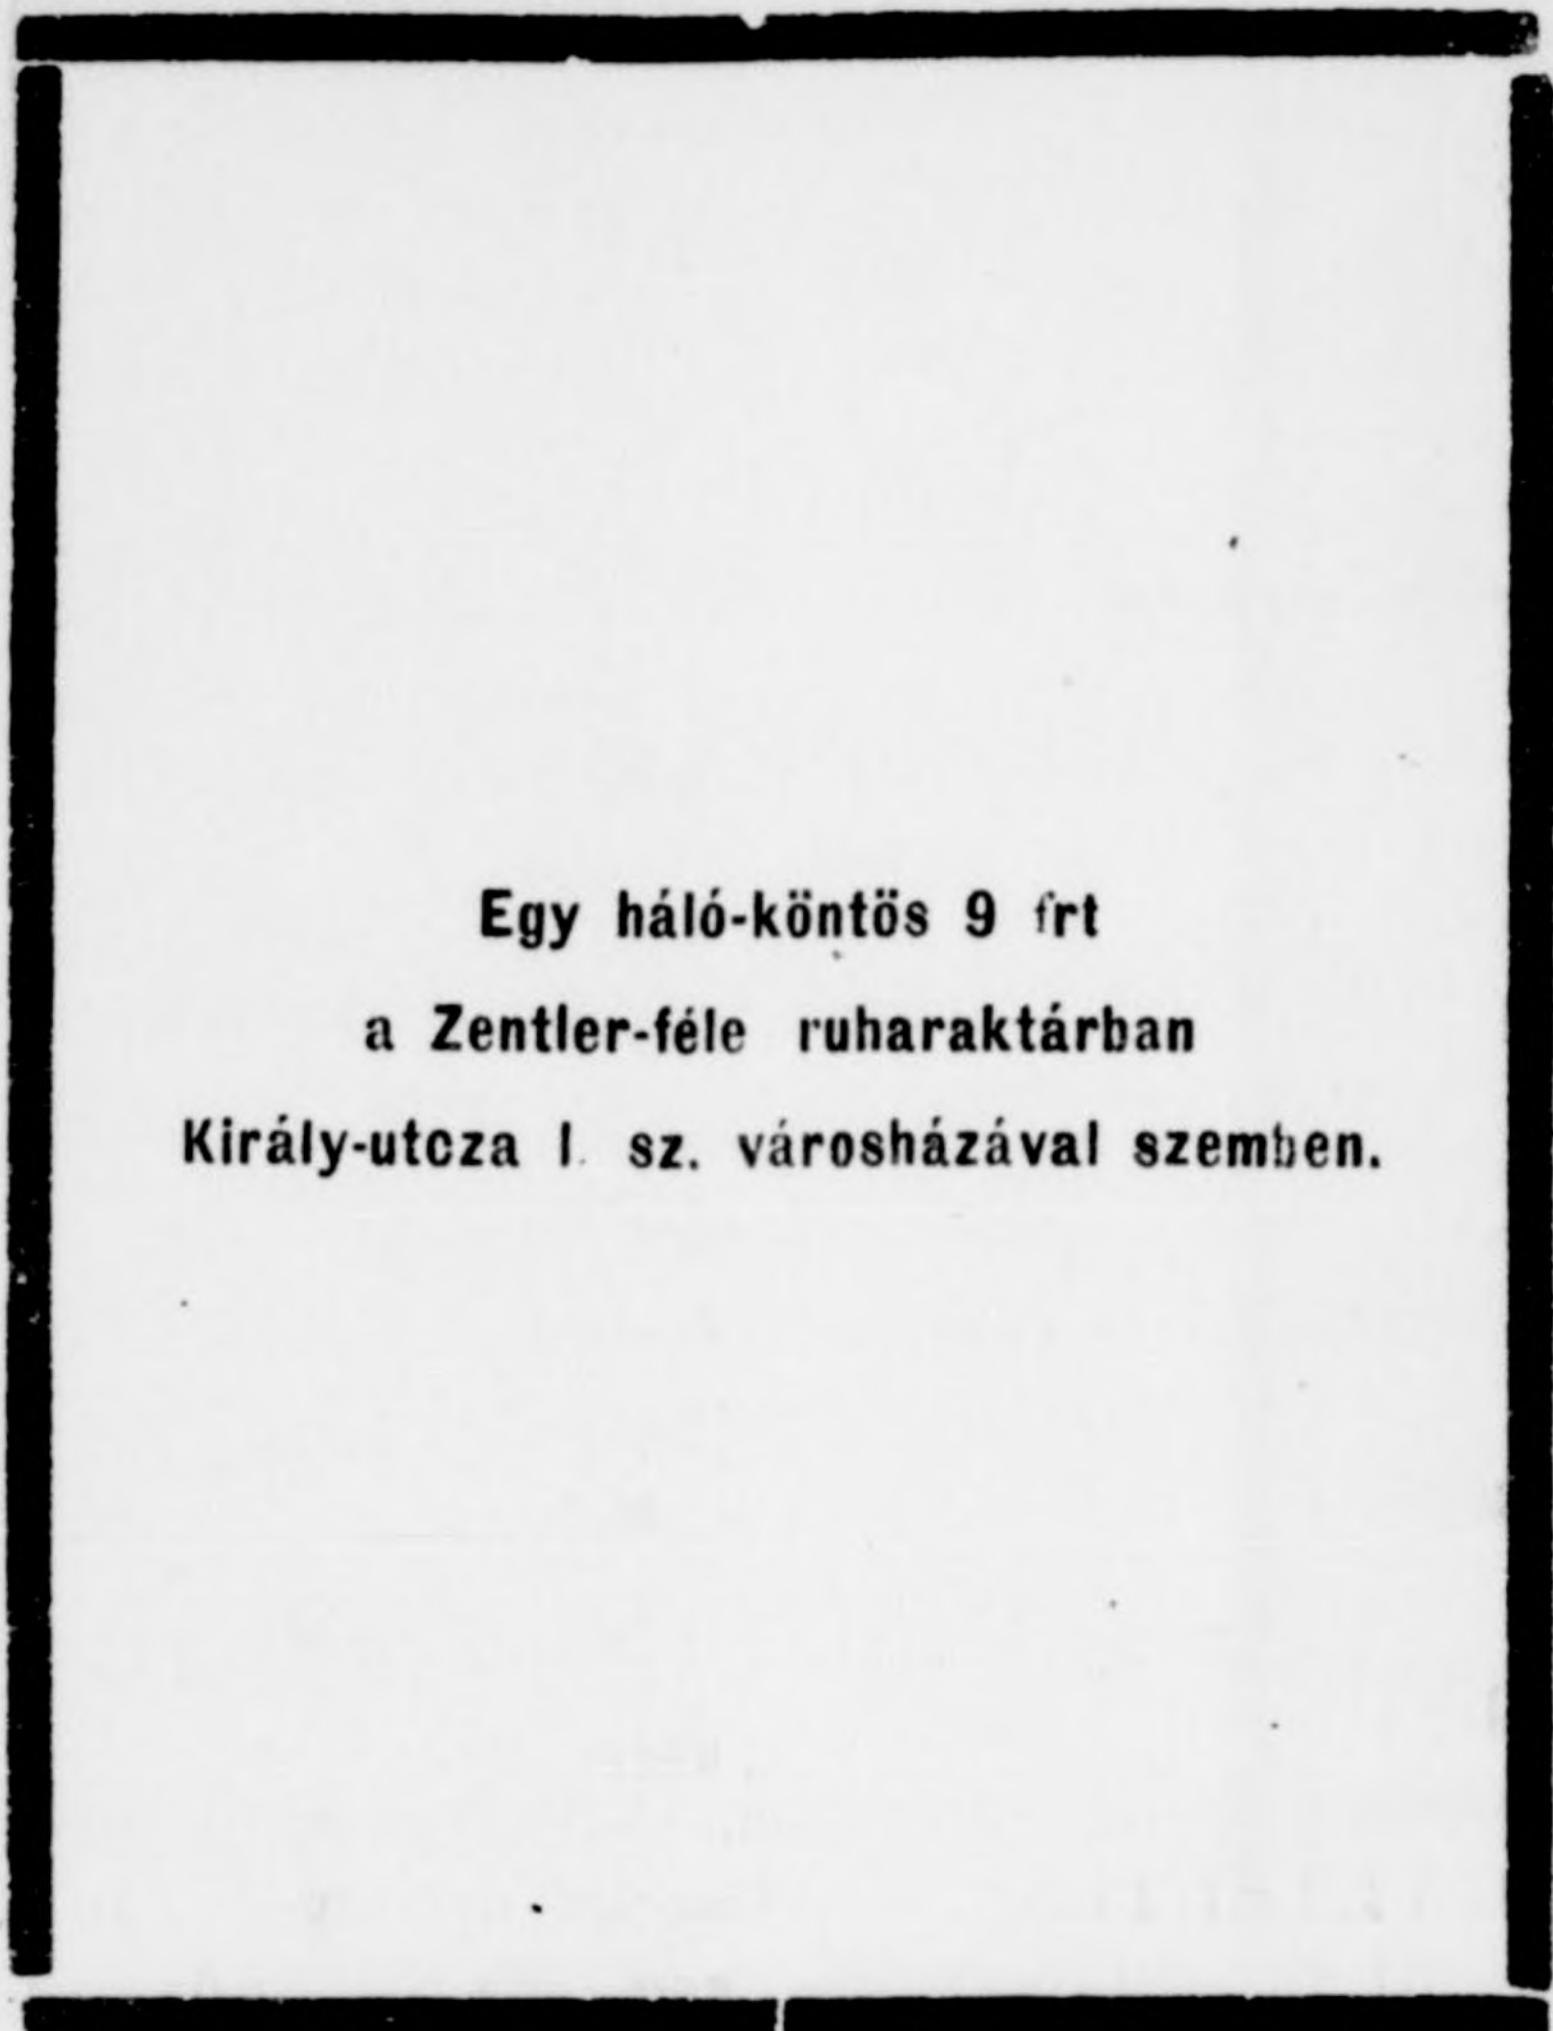 Egy háló-köntös 9 frt
a Zentler-féle ruharaktárban
Király-utcza I. sz. városházával szemben.